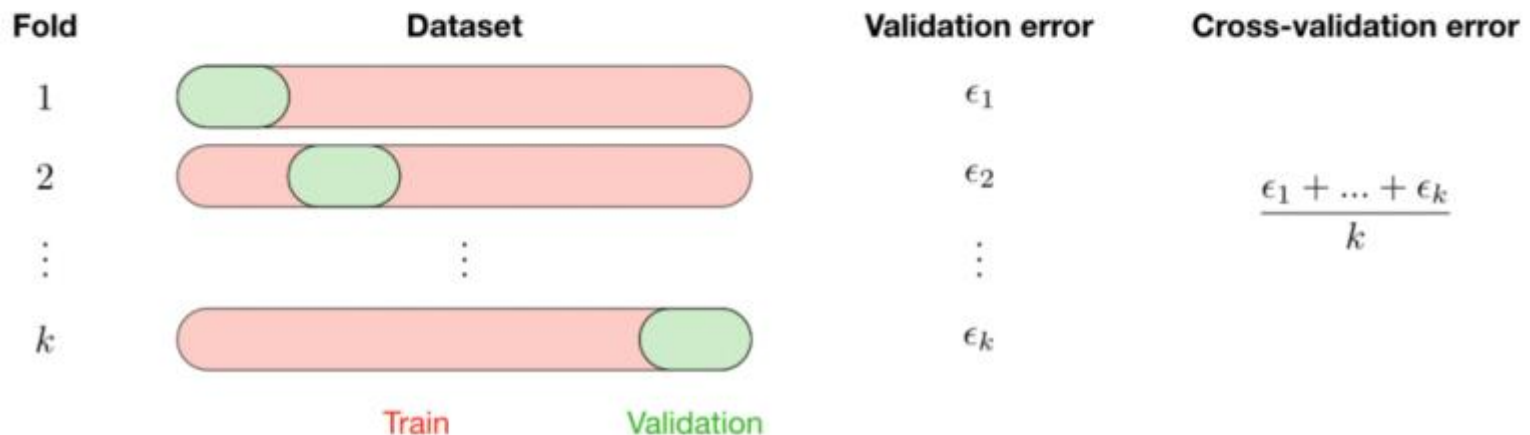 Fold Dataset Validation error Cross-validation error
1 ϵ₁
2 ϵ₂
ϵ₁ + ... + ϵₖ
k
⋮ ⋮ ⋮
k ϵₖ
Train Validation